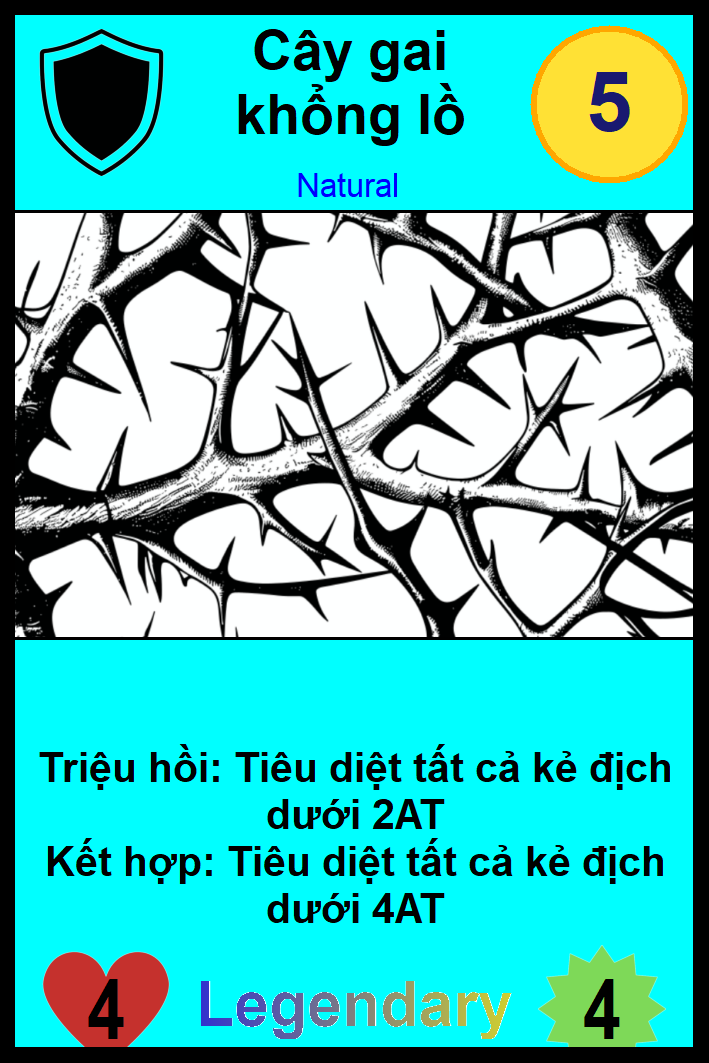 Cây gai
khổng lồ
5
Natural
Triệu hồi: Tiêu diệt tất cả kẻ địch
dưới 2AT
Kết hợp: Tiêu diệt tất cả kẻ địch
dưới 4AT
4
Legendary
4